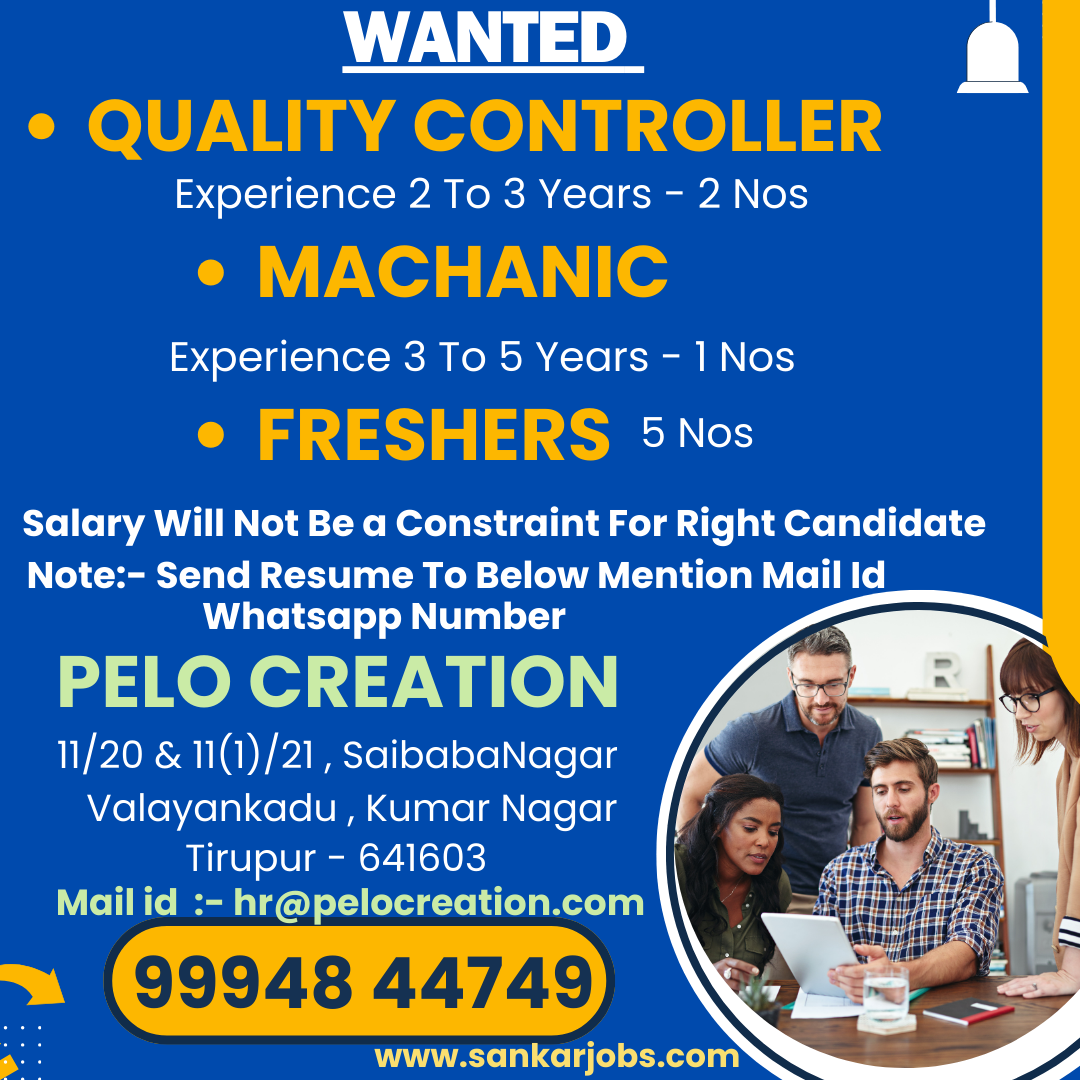 WANTED
• QUALITY CONTROLLER
Experience 2 To 3 Years - 2 Nos
• MACHANIC
Experience 3 To 5 Years - 1 Nos
• FRESHERS 5 Nos
Salary Will Not Be a Constraint For Right Candidate
Note:- Send Resume To Below Mention Mail Id
Whatsapp Number
PELO CREATION
11/20 & 11(1)/21 , SaibabaNagar
Valayankadu , Kumar Nagar
Tirupur - 641603
Mail id :- hr@pelocreation.com
99948 44749
www.sankarjobs.com
R